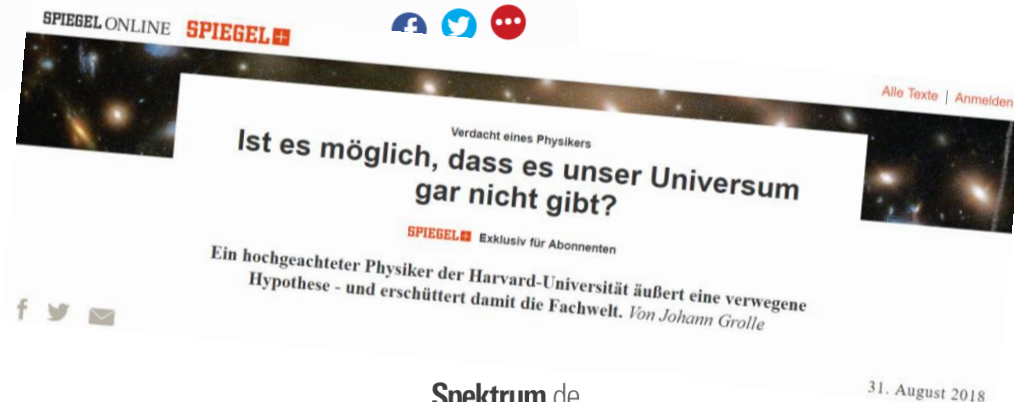 SPIEGEL ONLINE SPIEGEL+
Alle Texte | Anmelden
Verdacht eines Physikers
Ist es möglich, dass es unser Universum
gar nicht gibt?
SPIEGEL+ Exklusiv für Abonnenten
Ein hochgeachteter Physiker der Harvard-Universität äußert eine verwegene
Hypothese - und erschüttert damit die Fachwelt. Von Johann Grolle
31. August 2018
Spektrum.de